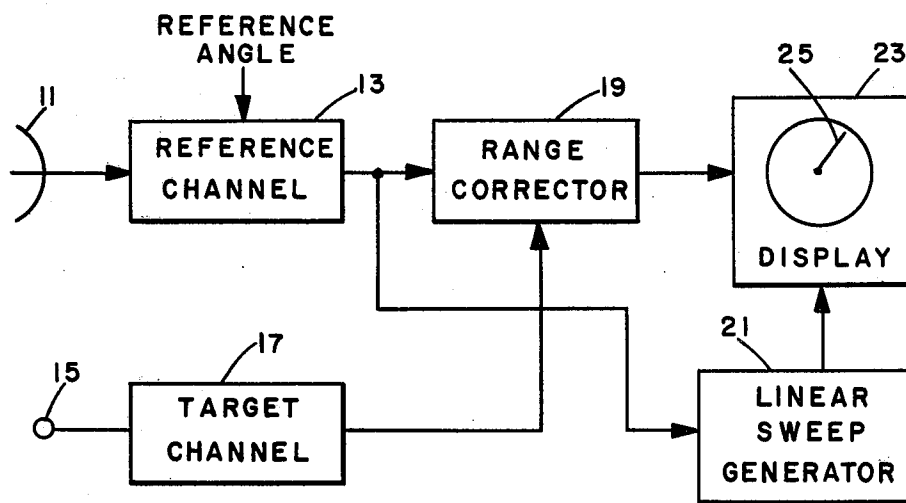 REFERENCE
ANGLE
11
13
REFERENCE
CHANNEL
19
RANGE
CORRECTOR
25
23
DISPLAY
15
17
TARGET
CHANNEL
21
LINEAR
SWEEP
GENERATOR